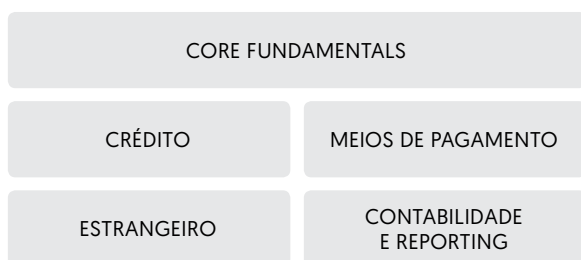 CORE FUNDAMENTALS
CRÉDITO
MEIOS DE PAGAMENTO
ESTRANGEIRO
CONTABILIDADE
E REPORTING